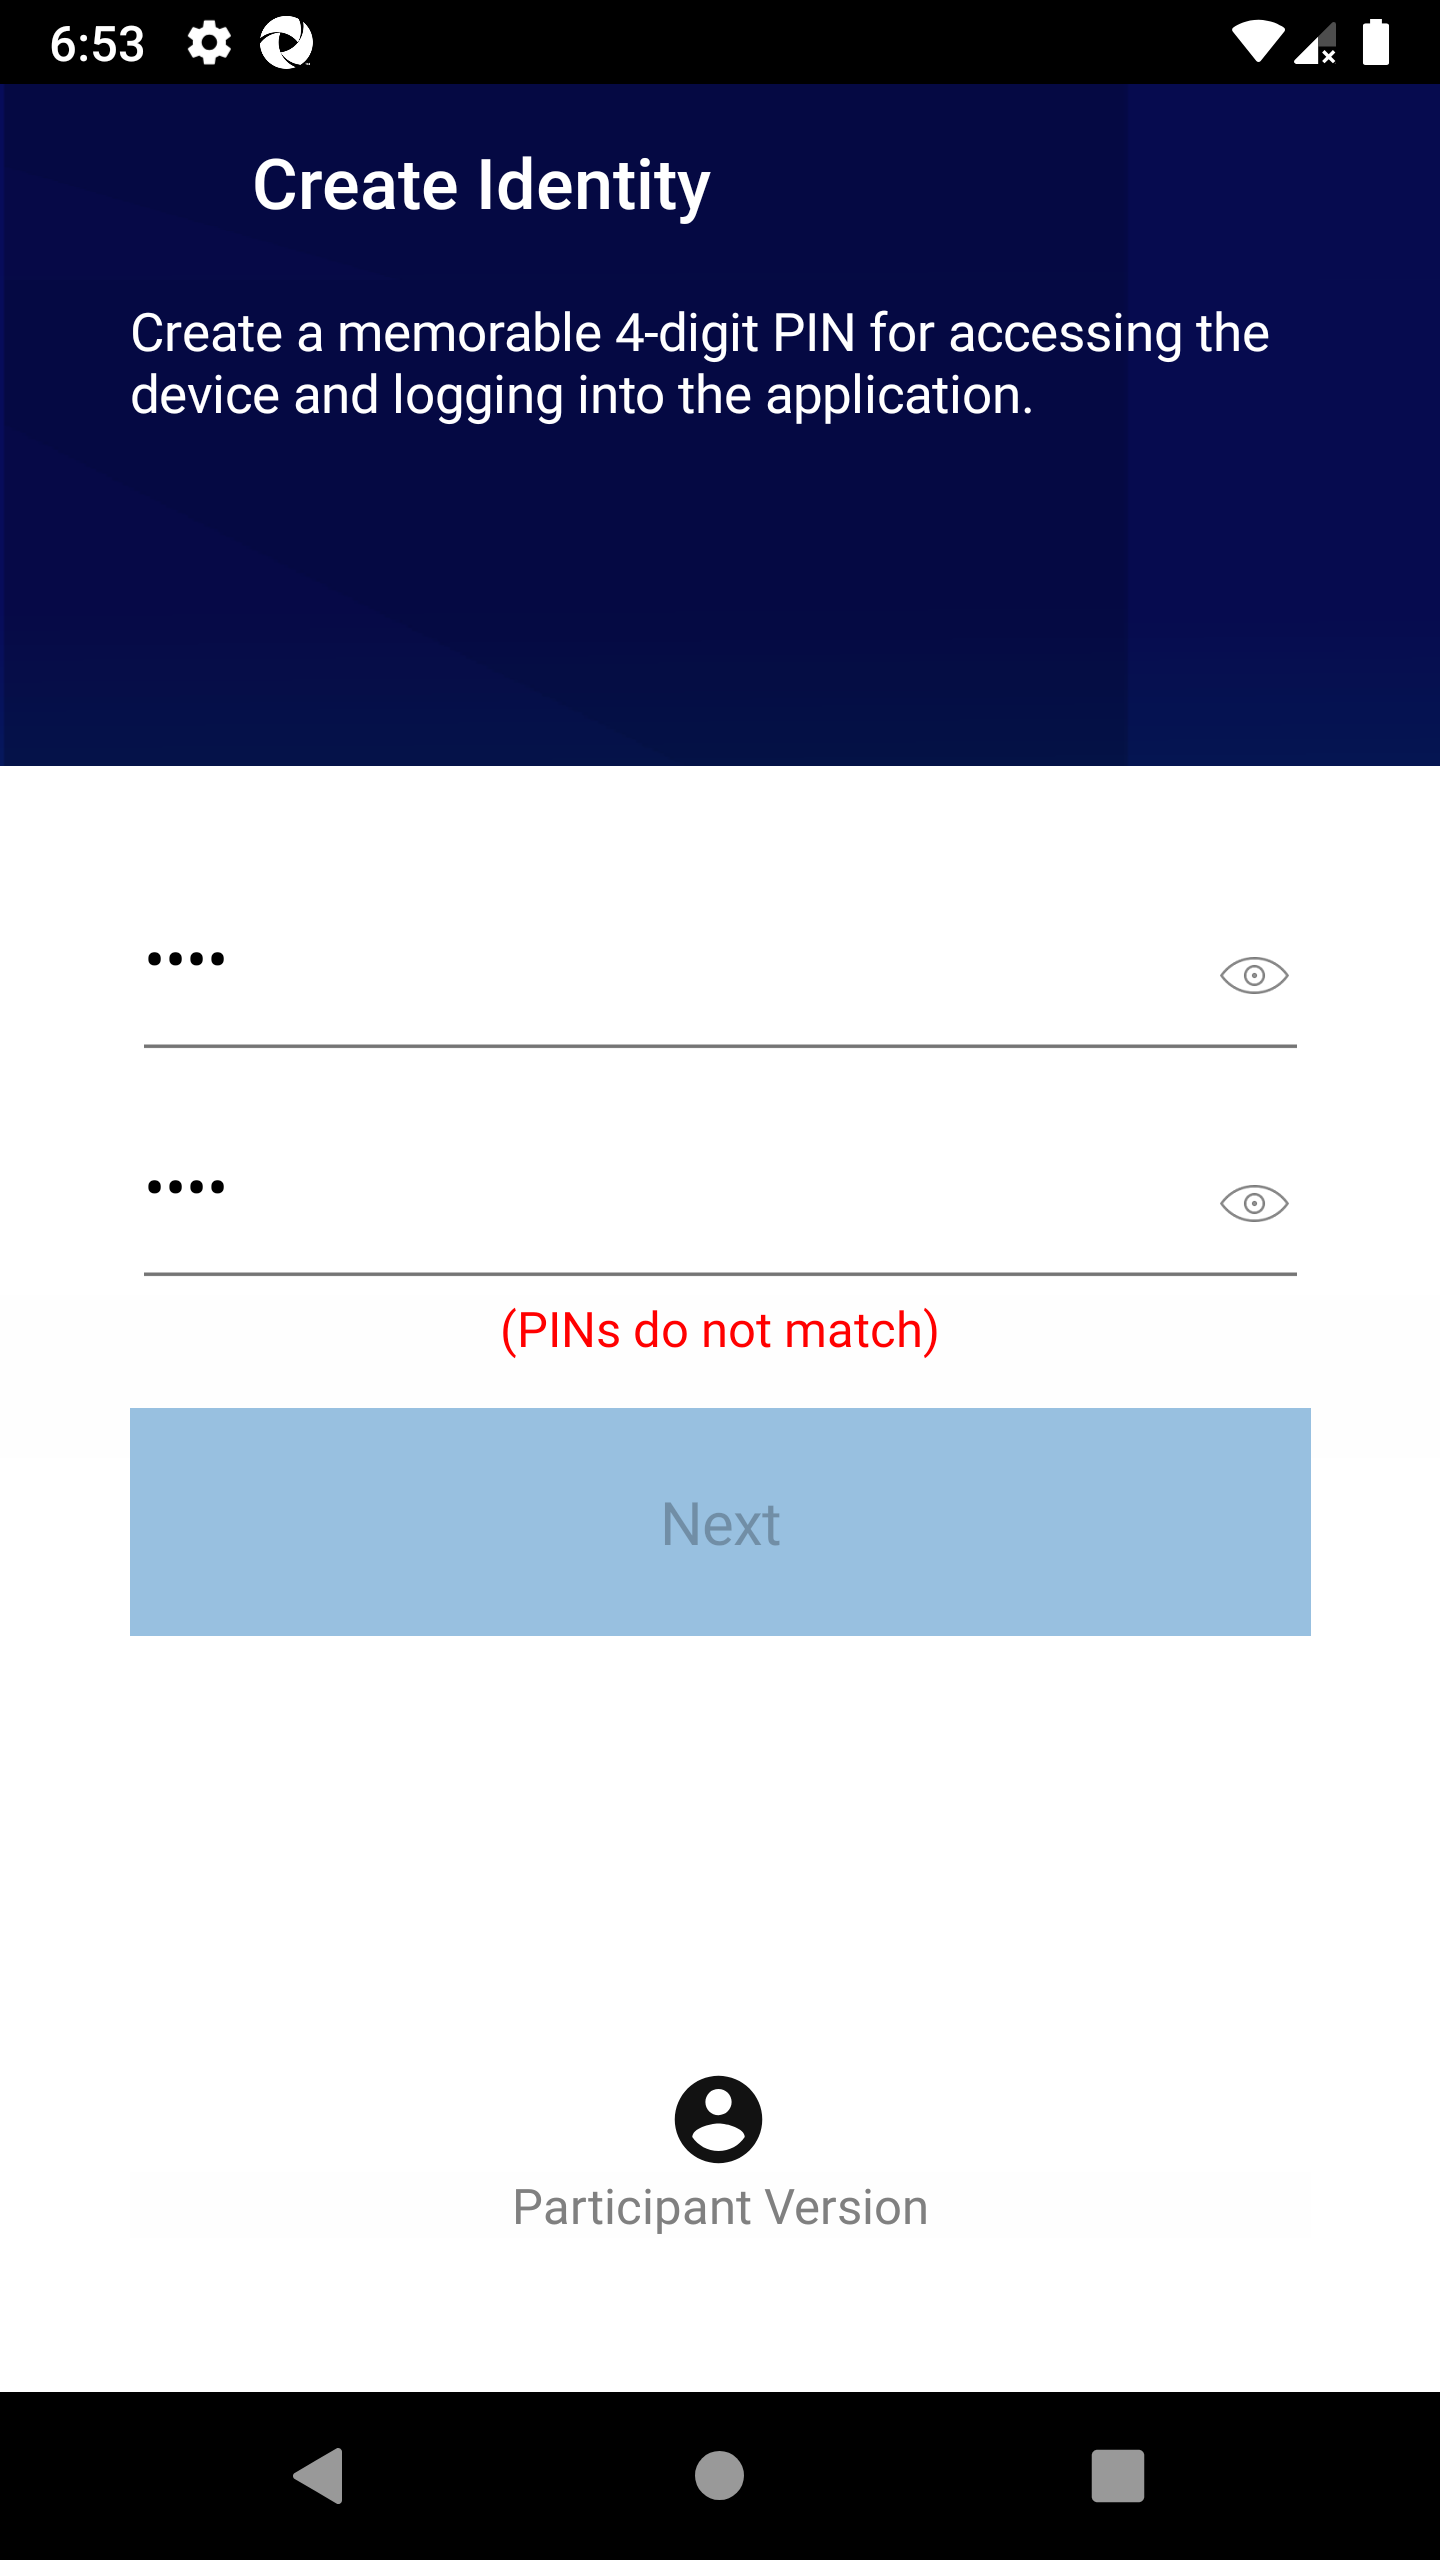 6:53
Create Identity
Create a memorable 4-digit PIN for accessing the
device and logging into the application.
••••
••••
(PINs do not match)
Next
Participant Version